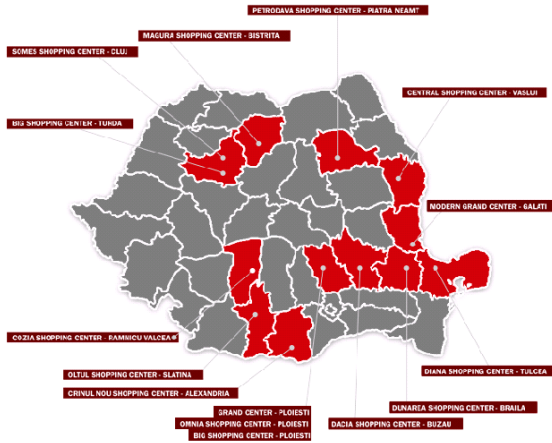 PETRODAVA SHOPPING CENTER - PIATRA NEAMT
MAGURA SHOPPING CENTER - BISTRITA
SOMES SHOPPING CENTER - CLUJ
CENTRAL SHOPPING CENTER - VASLUI
BIG SHOPPING CENTER - TURDA
MODERN GRAND CENTER - GALATI
COZIA SHOPPING CENTER - RAMNICU VALCEA
DIANA SHOPPING CENTER - TULCEA
OLTUL SHOPPING CENTER - SLATINA
CRINUL NOU SHOPPING CENTER - ALEXANDRIA
DUNAREA SHOPPING CENTER - BRAILA
GRAND CENTER - PLOIESTI
OMNIA SHOPPING CENTER - PLOIESTI
DACIA SHOPPING CENTER - BUZAU
BIG SHOPPING CENTER - PLOIESTI